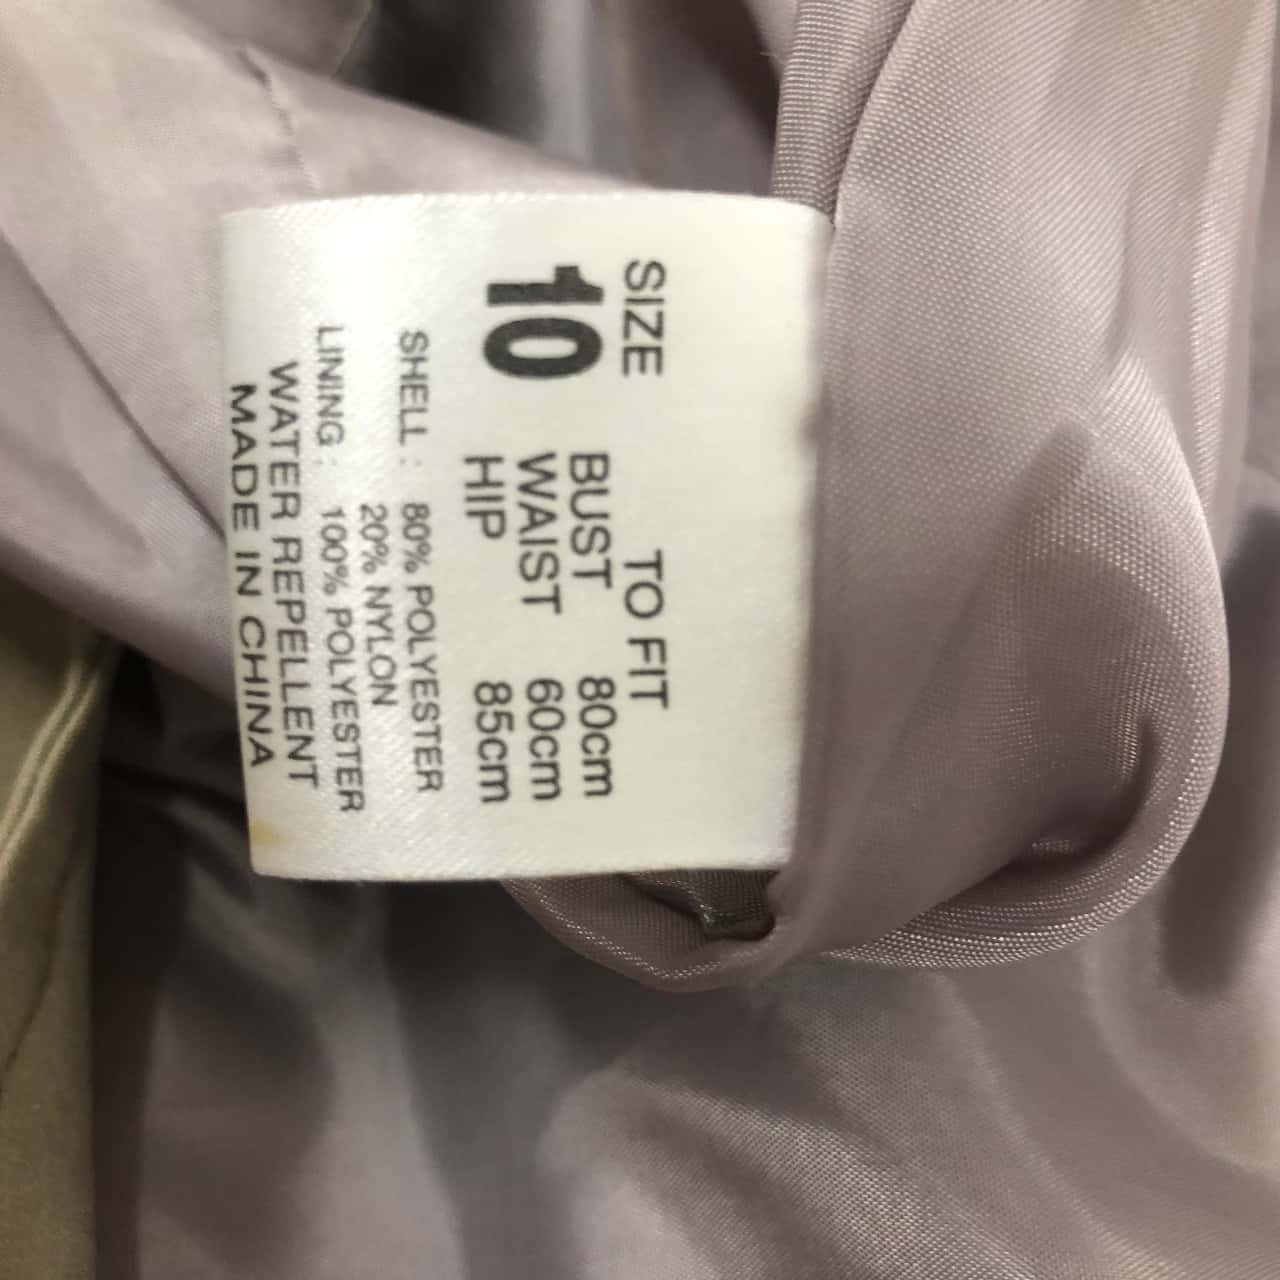 SIZE TO FIT
10 BUST 80cm
WAIST 60cm
HIP 85cm
SHELL : 80% POLYESTER
20% NYLON
LINING : 100% POLYESTER
WATER REPELLENT
MADE IN CHINA